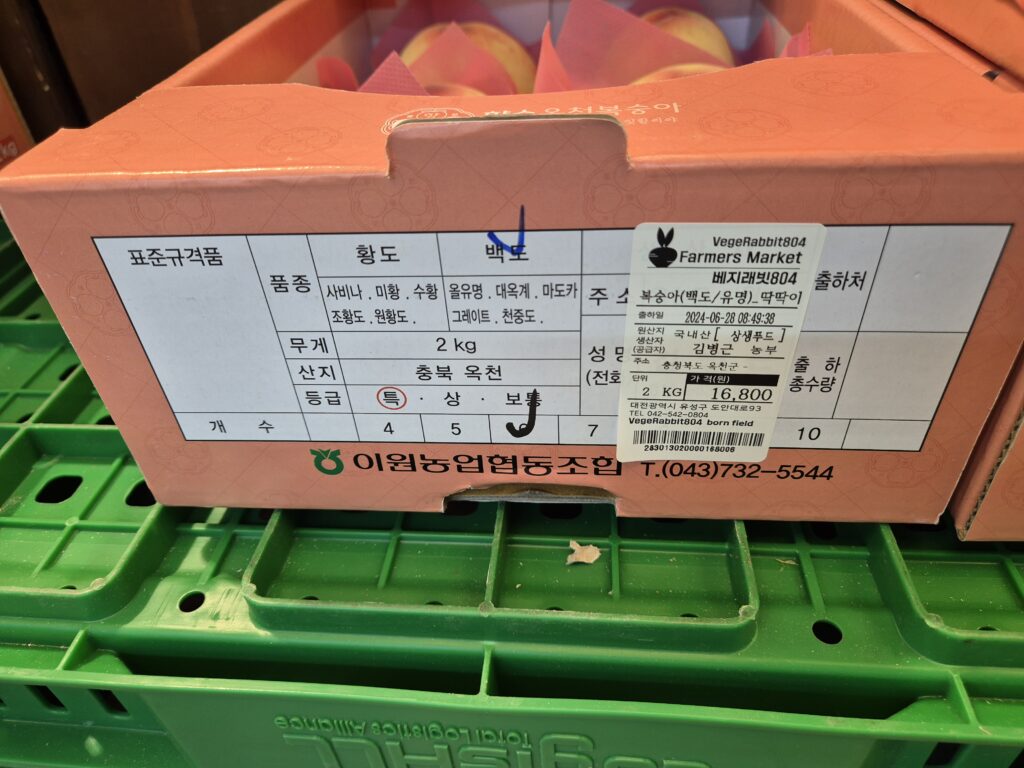 옥천복숭아
표준규격품
품종
황도
백도
사비나 . 미황 . 수황
조황도 . 원황도 .
올유명 . 대옥계 . 마도카
그레이트 . 천중도 .
무게
2 kg
산지
충북 옥천
등급
특 · 상 · 보통
개 수
4
5
7
10
주 소
성 명
(전화
출하처
출 하
총수량
VegeRabbit804
Farmers Market
베지래빗804
복숭아(백도/유명)_딱딱이
출하일
2024-06-28 08:49:38
원산지
국내산[ 상생푸드]
생산자
(공급자)
김병근 농부
주소
충청북도 옥천군 -
단위
가 격(원)
2 KG
16,800
대전광역시 유성구 도안대로93
TEL 042-542-0804
VegeRabbit804 born field
2830130200000168006
이원농업협동조합 T.(043)732-5544
Total Logistics Alliance